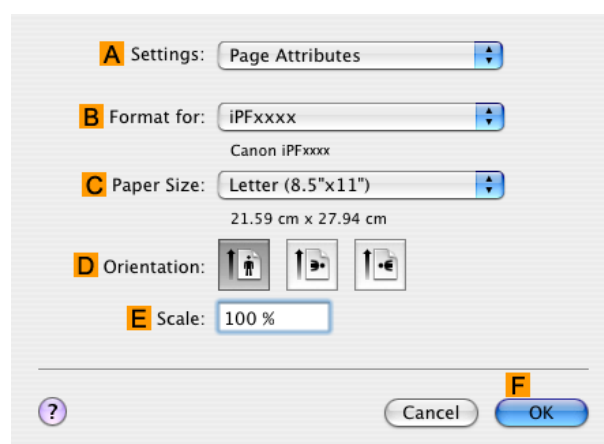 A Settings: Page Attributes
B Format for: iPFxxxx
Canon iPFxxxx
C Paper Size: Letter (8.5"x11")
21.59 cm x 27.94 cm
D Orientation:
E Scale: 100 %
F
? Cancel OK